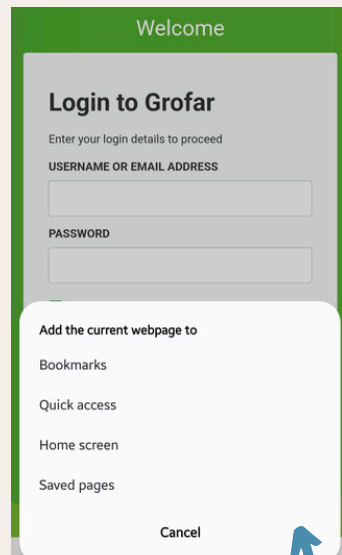 Welcome
Login to Grofar
Enter your login details to proceed
USERNAME OR EMAIL ADDRESS
PASSWORD
Add the current webpage to
Bookmarks
Quick access
Home screen
Saved pages
Cancel